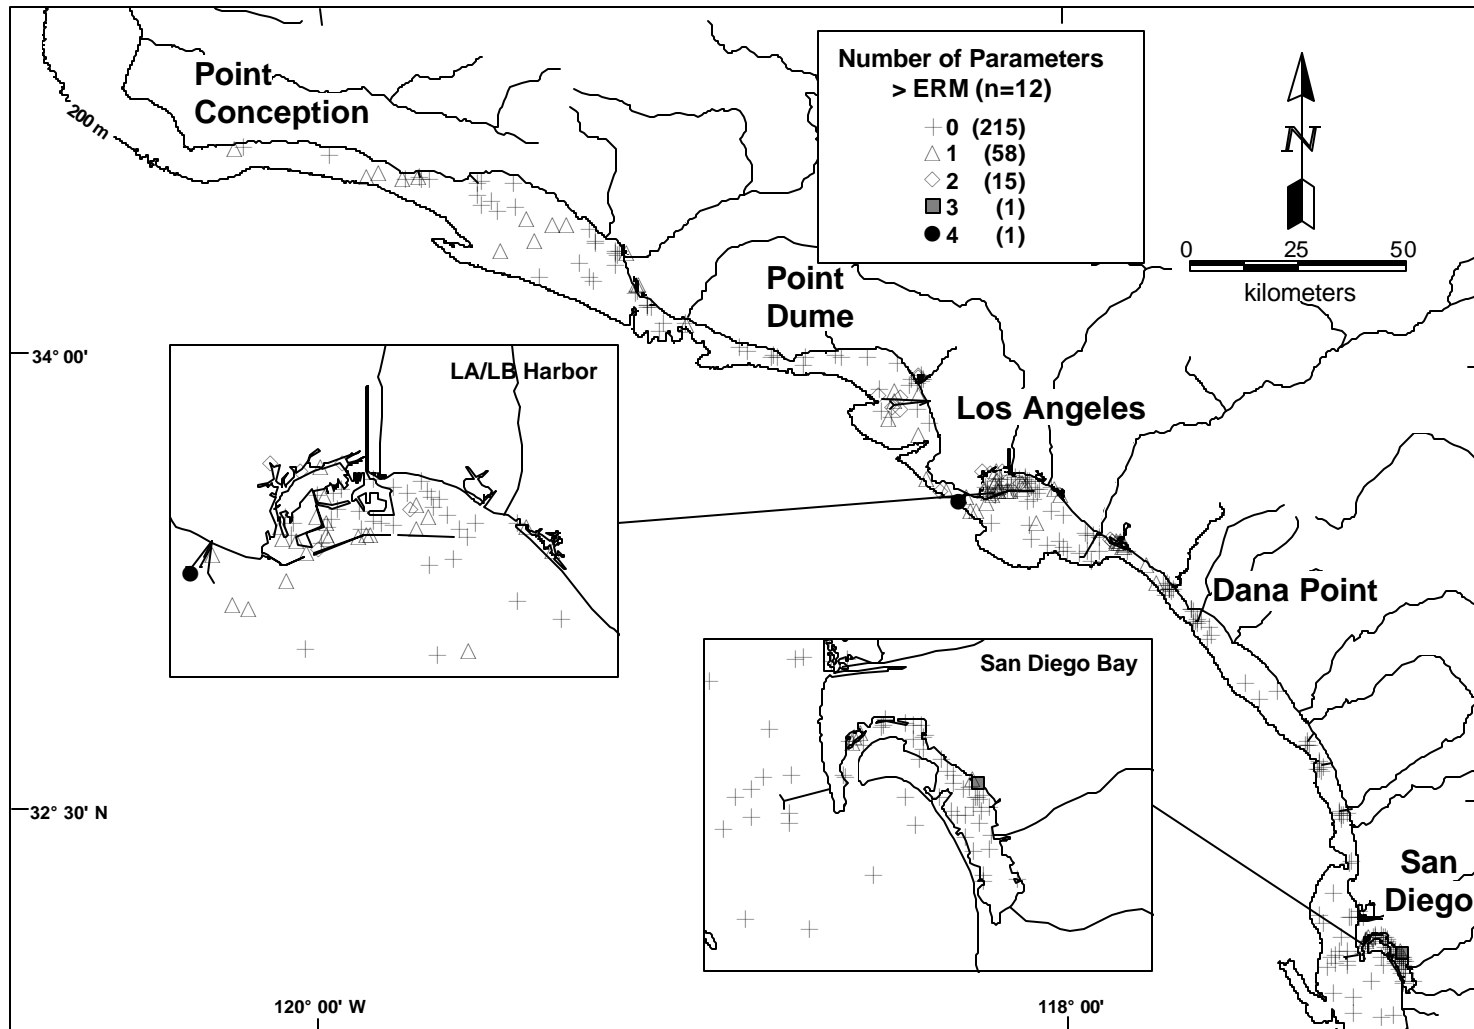 Point
Conception
200 m
Number of Parameters
> ERM (n=12)
0 (215)
1 (58)
2 (15)
3 (1)
4 (1)
N
0 25 50
kilometers
Point
Dume
34° 00'
LA/LB Harbor
Los Angeles
Dana Point
San Diego Bay
32° 30' N
San
Diego
120° 00' W
118° 00'